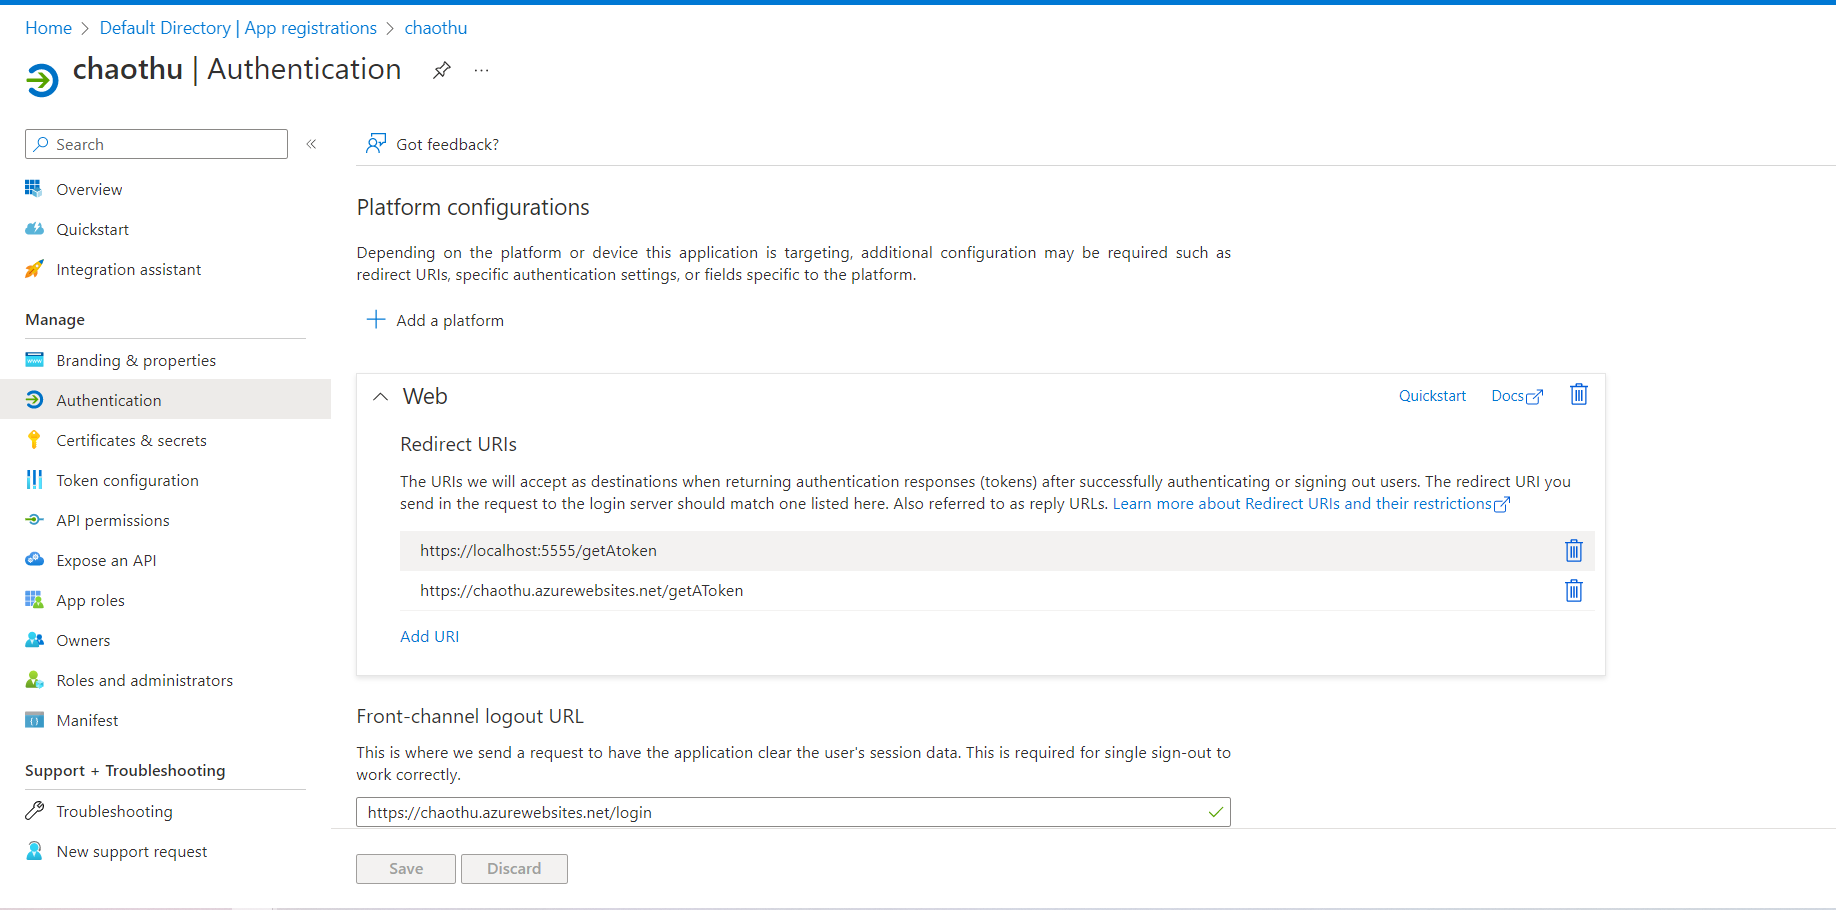 Home > Default Directory | App registrations > chaothu
chaothu | Authentication ...
Search «
Overview
Quickstart
Integration assistant
Manage
Branding & properties
Authentication
Certificates & secrets
Token configuration
API permissions
Expose an API
App roles
Owners
Roles and administrators
Manifest
Support + Troubleshooting
Troubleshooting
New support request
Got feedback?
Platform configurations
Depending on the platform or device this application is targeting, additional configuration may be required such as
redirect URIs, specific authentication settings, or fields specific to the platform.
Add a platform
Web
Quickstart Docs
Redirect URIs
The URIs we will accept as destinations when returning authentication responses (tokens) after successfully authenticating or signing out users. The redirect URI you
send in the request to the login server should match one listed here. Also referred to as reply URLs. Learn more about Redirect URIs and their restrictions
https://localhost:5555/getAtoken
https://chaothu.azurewebsites.net/getAToken
Add URI
Front-channel logout URL
This is where we send a request to have the application clear the user's session data. This is required for single sign-out to
work correctly.
https://chaothu.azurewebsites.net/login
Save Discard